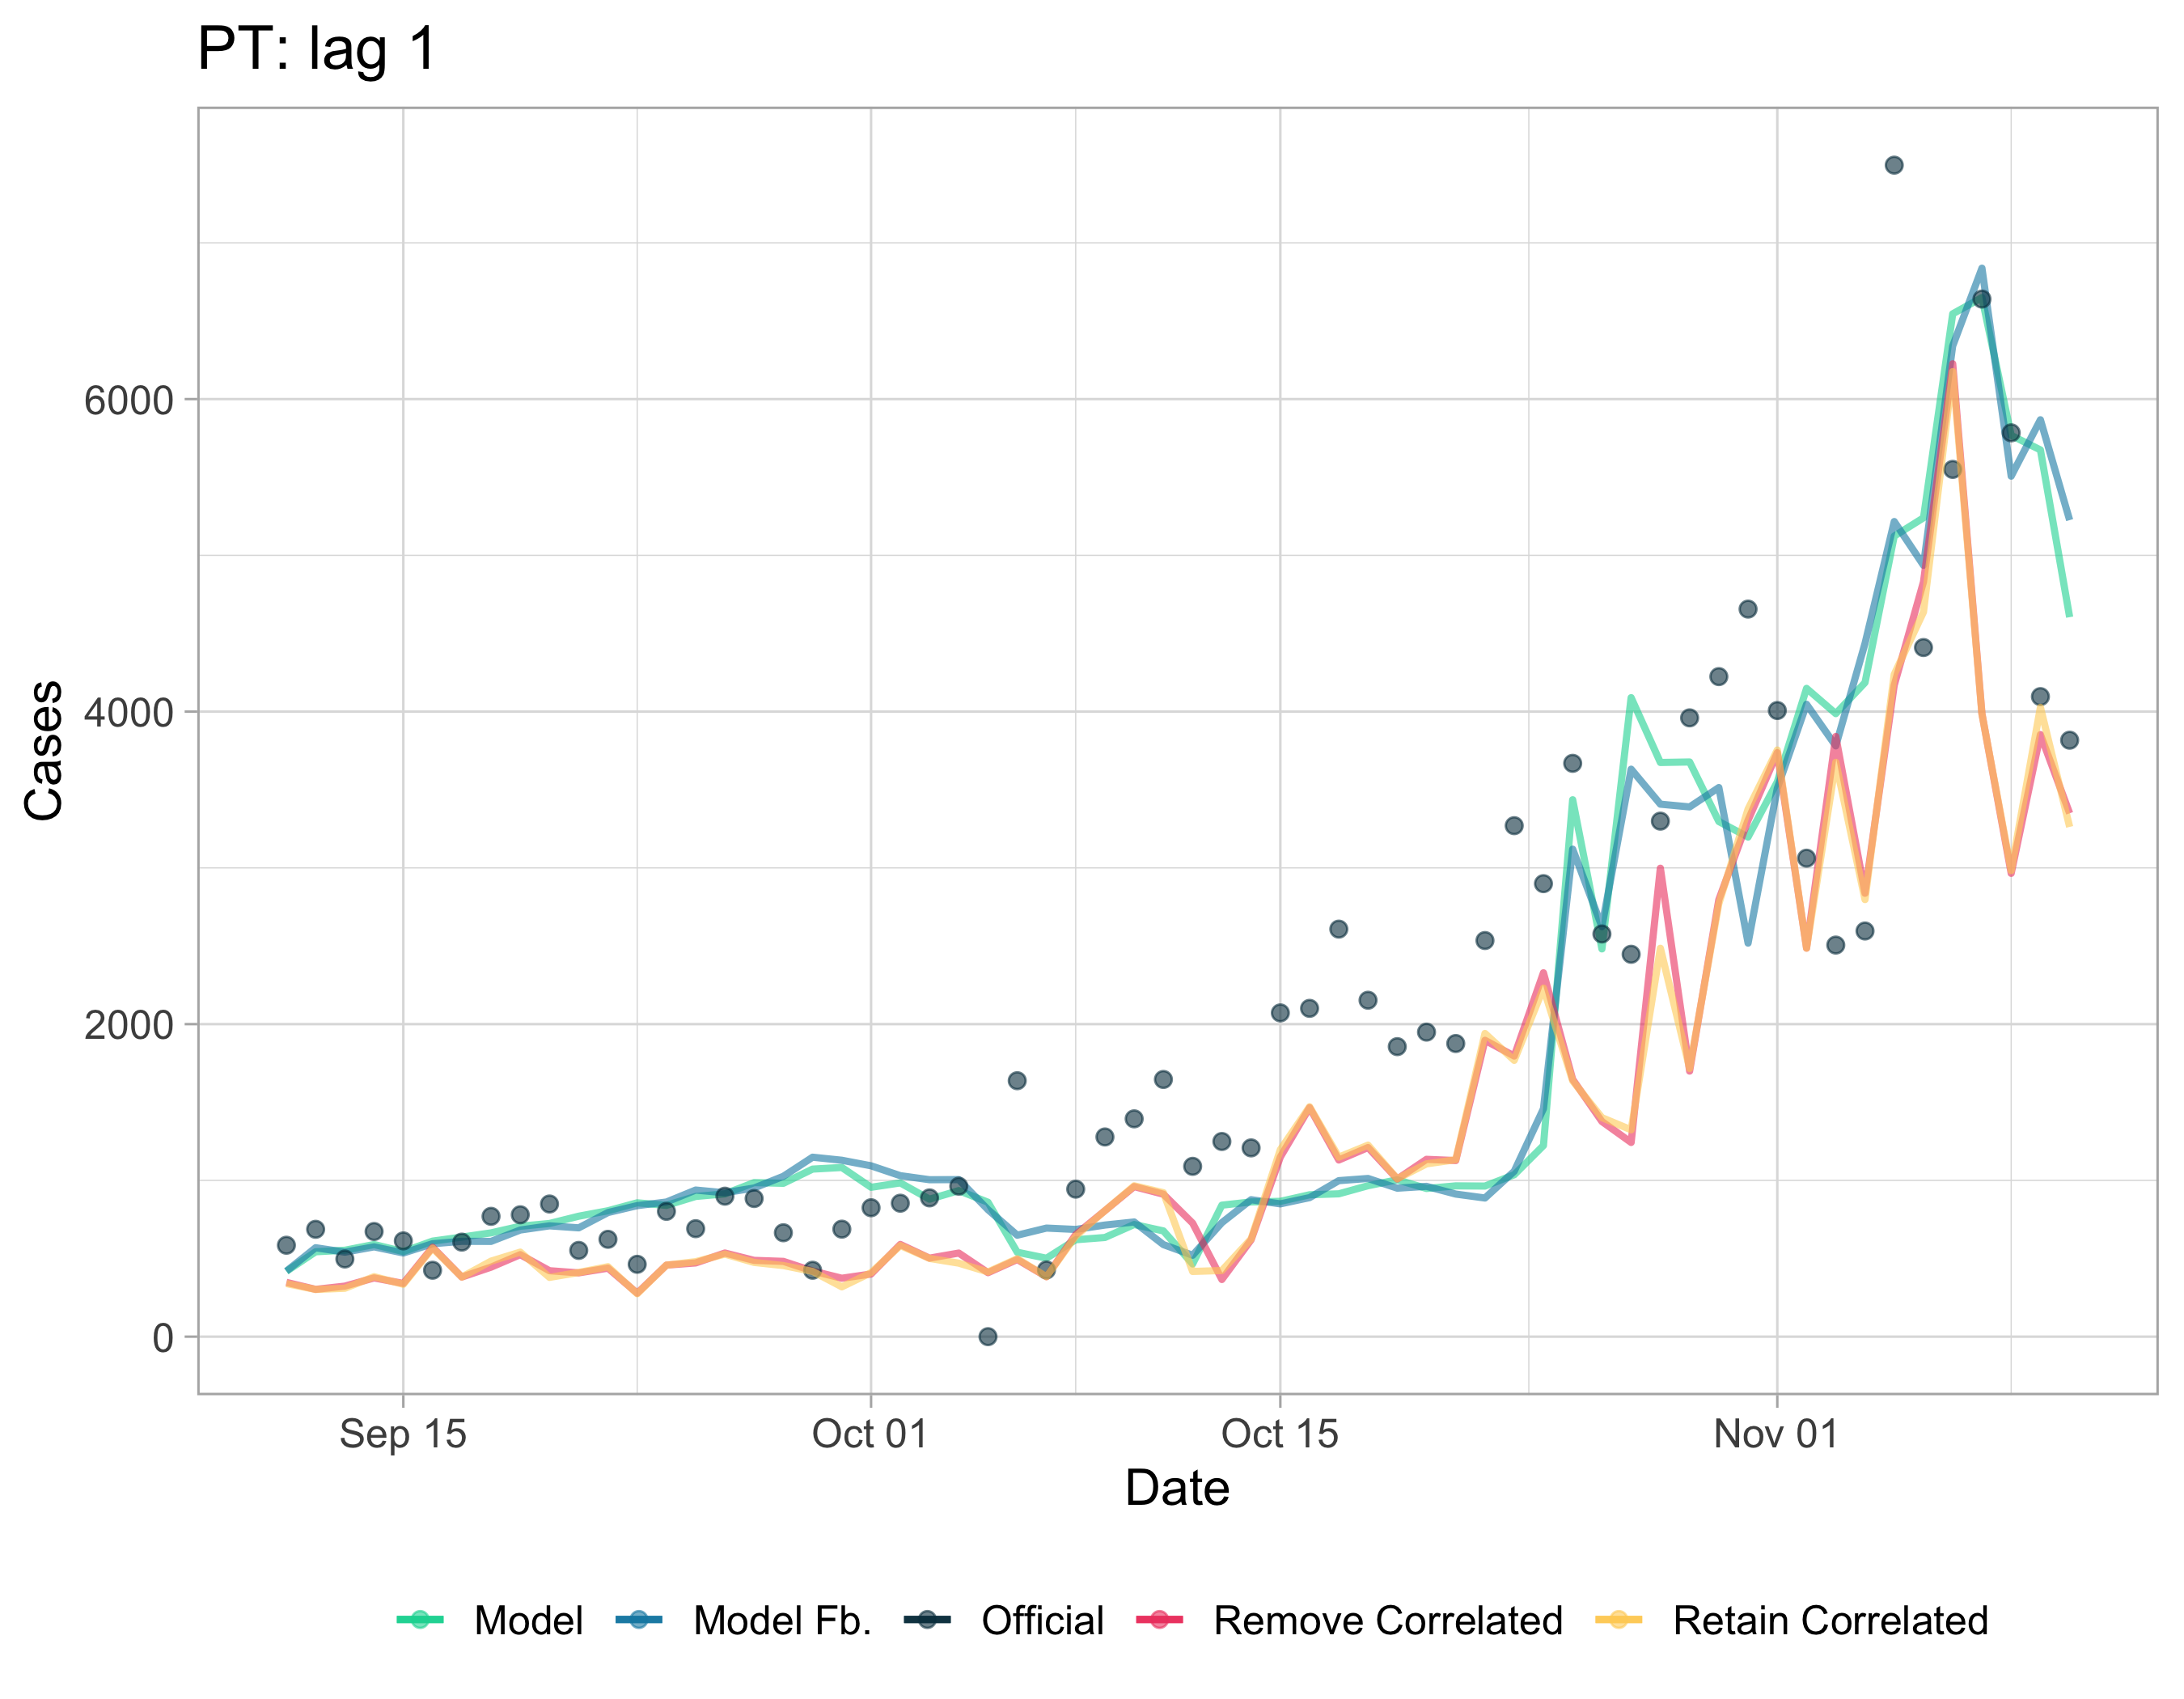 PT: lag 1
Cases
6000
4000
2000
0
Sep 15 Oct 01 Oct 15 Nov 01
Date
Model Model Fb. Official Remove Correlated Retain Correlated